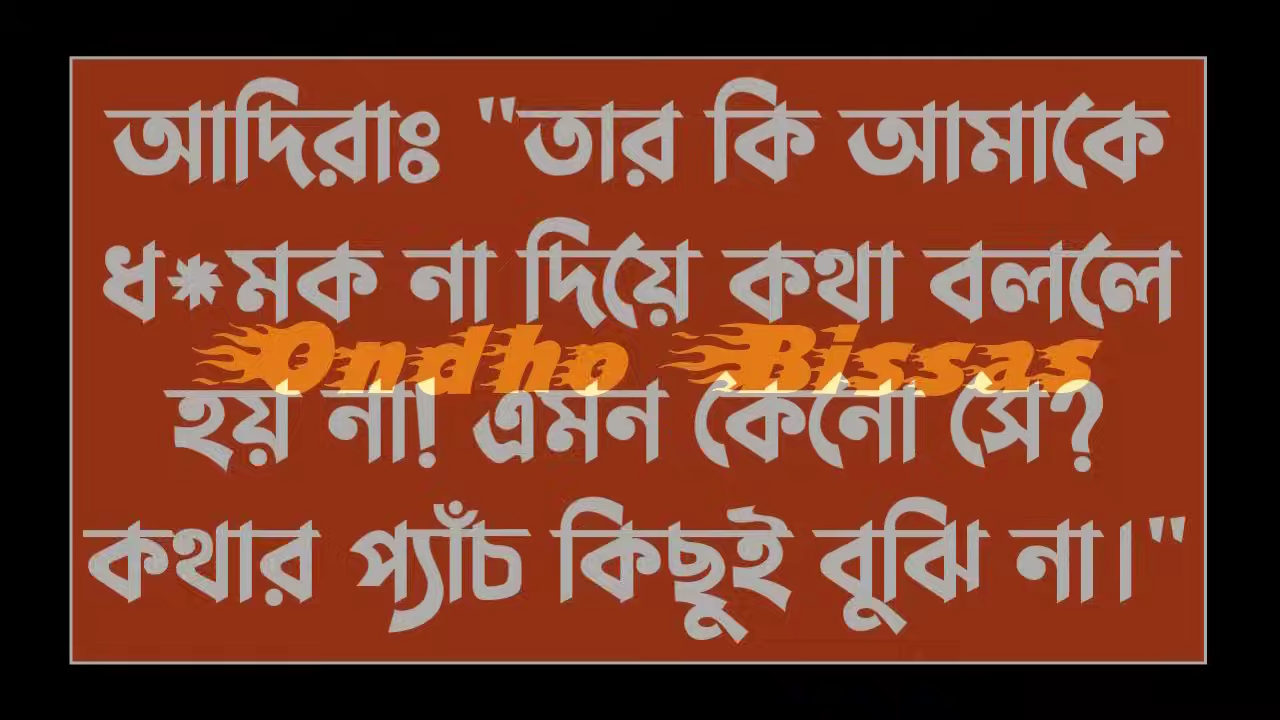 আদিরাঃ "তার কি আমাকে
ধ*মক না দিয়ে কথা বললে
Ondho Bissas
হয় না! এমন কেনো সে?
কথার প্যাঁচ কিছুই বুঝি না।"